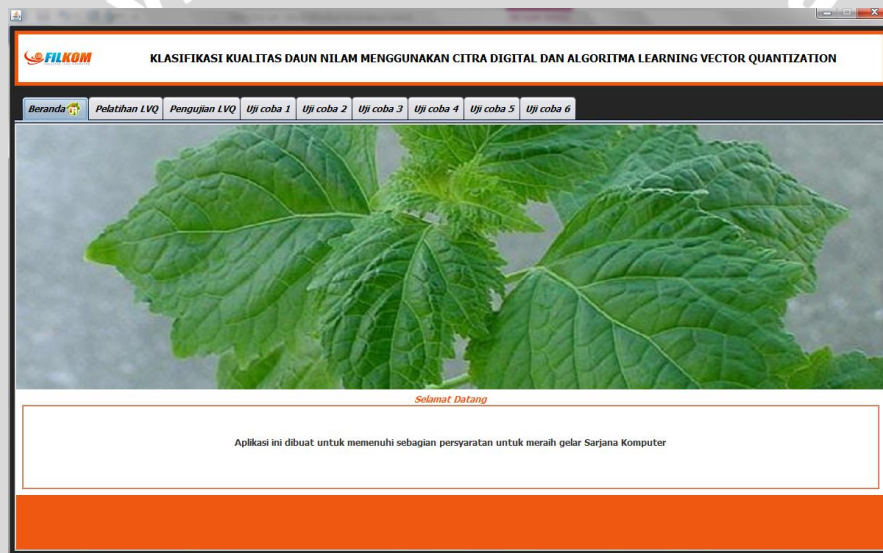 FILKOM
KLASIFIKASI KUALITAS DAUN NILAM MENGGUNAKAN CITRA DIGITAL DAN ALGORITMA LEARNING VECTOR QUANTIZATION
Beranda Pelatihan LVQ Pengujian LVQ Uji coba 1 Uji coba 2 Uji coba 3 Uji coba 4 Uji coba 5 Uji coba 6
Selamat Datang
Aplikasi ini dibuat untuk memenuhi sebagian persyaratan untuk meraih gelar Sarjana Komputer